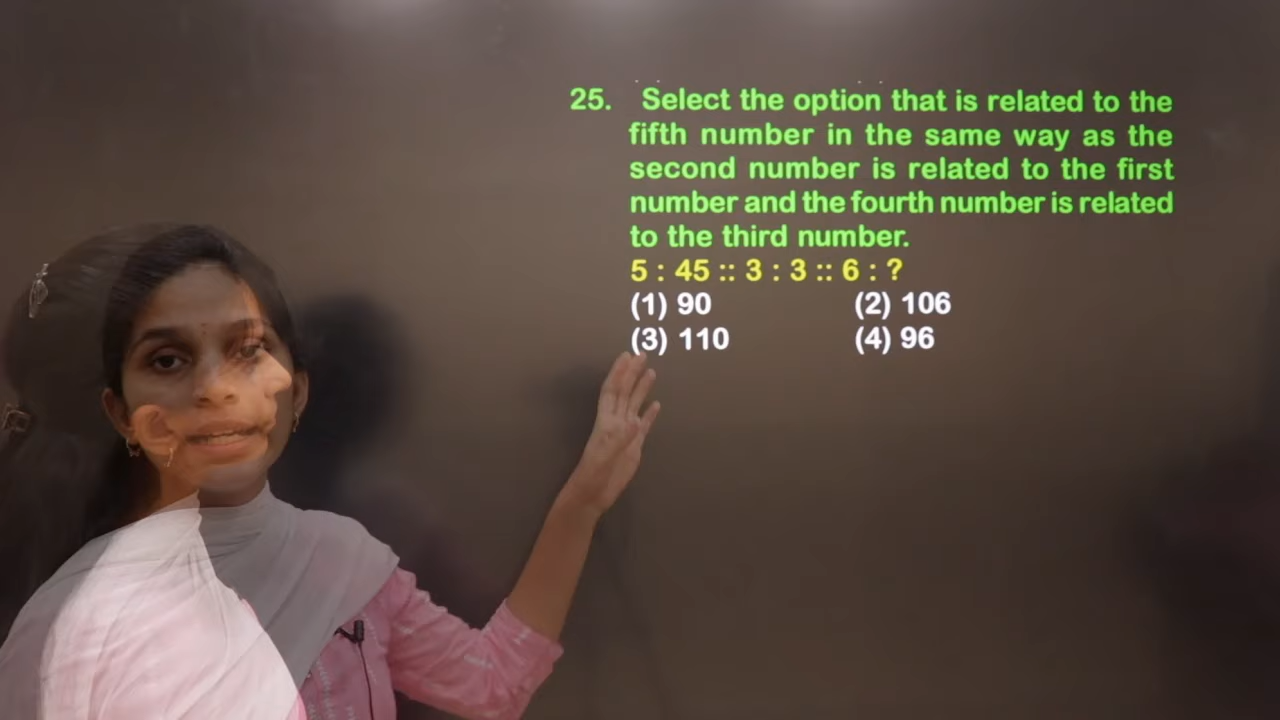 25. Select the option that is related to the
fifth number in the same way as the
second number is related to the first
number and the fourth number is related
to the third number.
5 : 45 :: 3 : 3 :: 6 : ?
(1) 90 (2) 106
(3) 110 (4) 96